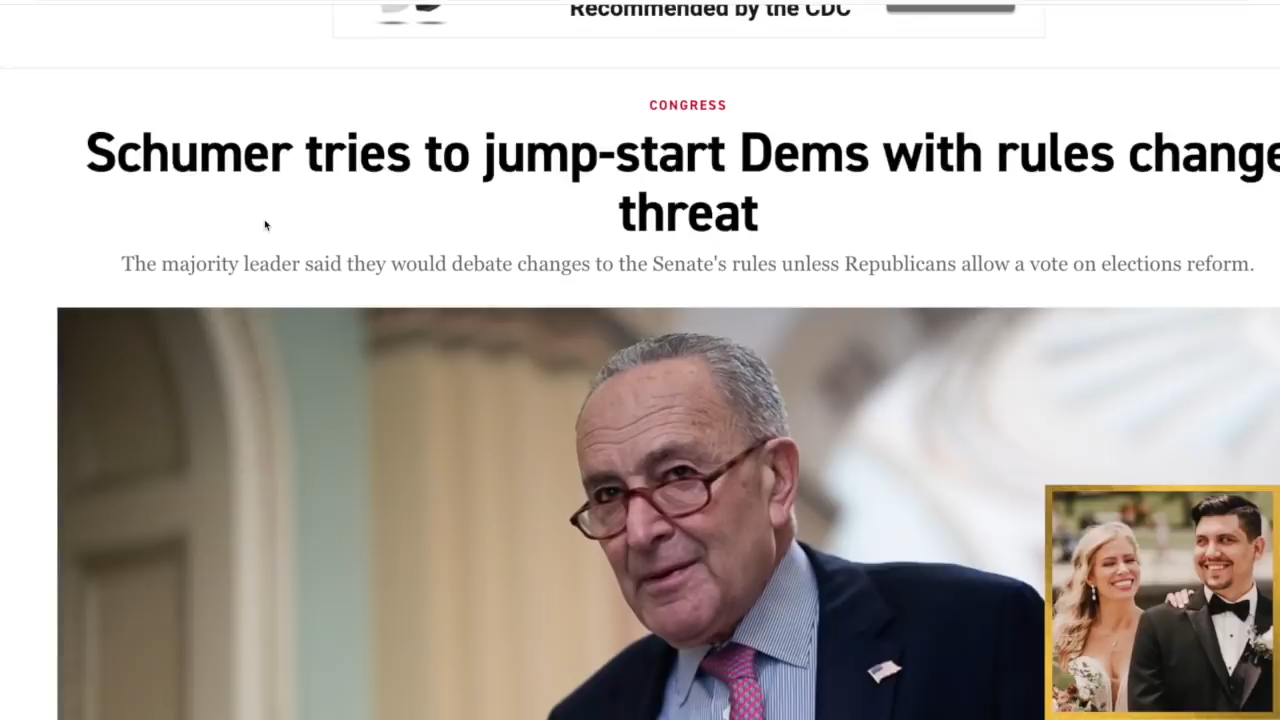 Recommended by the CDC
CONGRESS
Schumer tries to jump-start Dems with rules change
threat
The majority leader said they would debate changes to the Senate's rules unless Republicans allow a vote on elections reform.